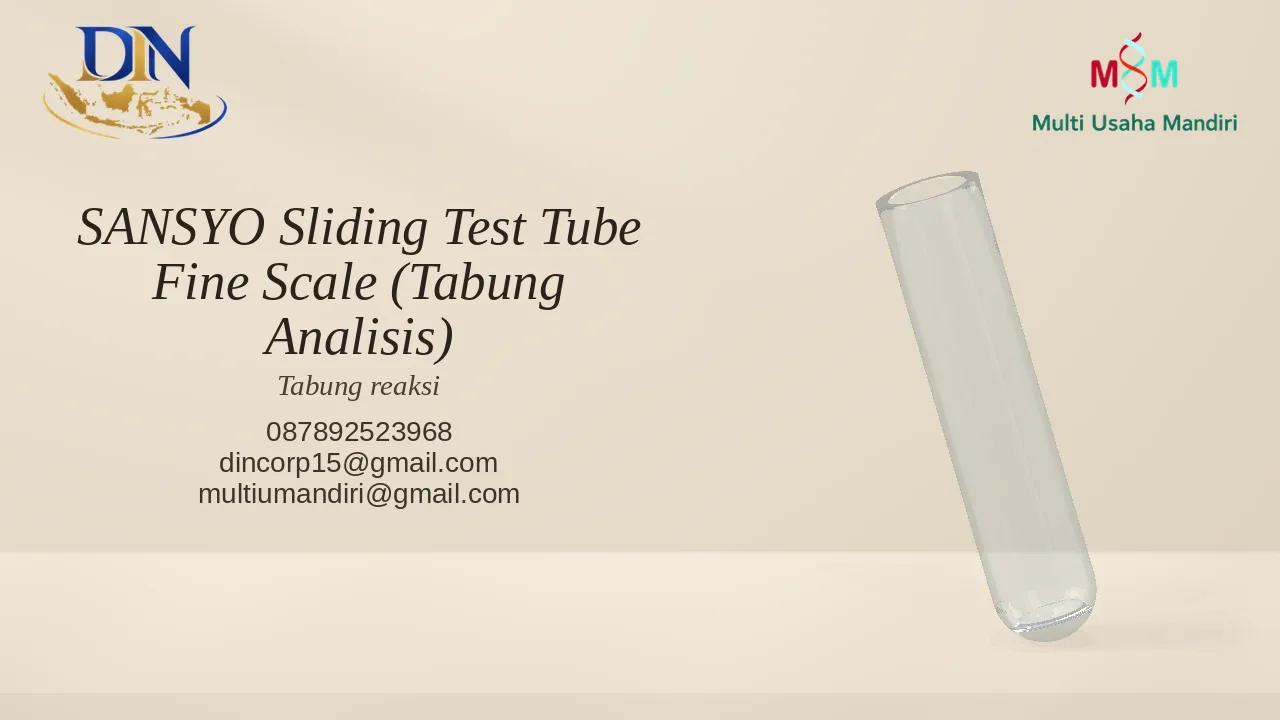 DIN
MSM
Multi Usaha Mandiri
SANSYO Sliding Test Tube
Fine Scale (Tabung
Analisis)
Tabung reaksi
087892523968
dincorp15@gmail.com
multiumandiri@gmail.com